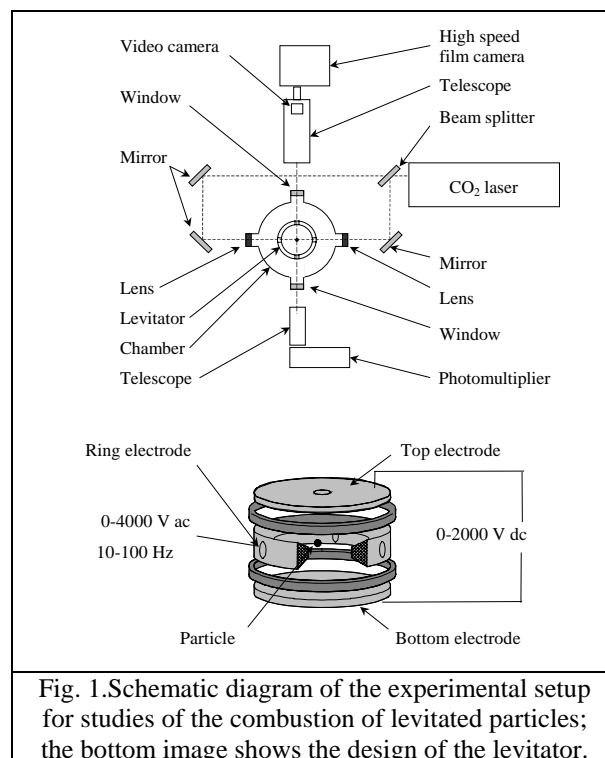 Video camera
High speed
film camera
Window
Telescope
Beam splitter
Mirror
CO₂ laser
Lens
Mirror
Levitator
Lens
Chamber
Window
Telescope
Photomultiplier
Ring electrode
Top electrode
0-4000 V ac
10-100 Hz
0-2000 V dc
Particle
Bottom electrode
Fig. 1.Schematic diagram of the experimental setup
for studies of the combustion of levitated particles;
the bottom image shows the design of the levitator.